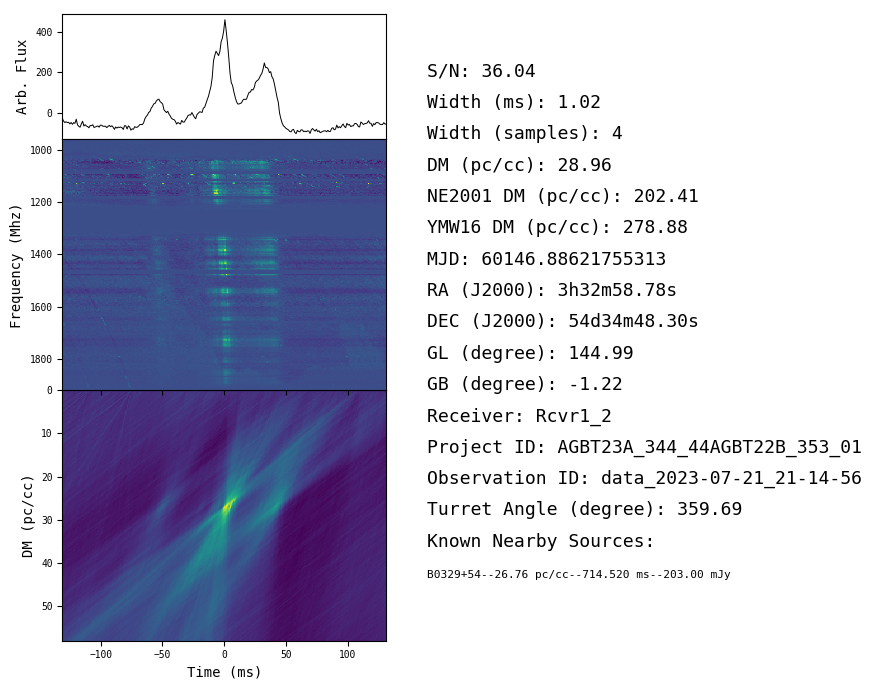 400
200
0
Arb. Flux
1000
1200
1400
1600
1800
0
Frequency (Mhz)
10
20
30
40
50
DM (pc/cc)
−100
−50
0
50
100
Time (ms)
S/N: 36.04
Width (ms): 1.02
Width (samples): 4
DM (pc/cc): 28.96
NE2001 DM (pc/cc): 202.41
YMW16 DM (pc/cc): 278.88
MJD: 60146.88621755313
RA (J2000): 3h32m58.78s
DEC (J2000): 54d34m48.30s
GL (degree): 144.99
GB (degree): -1.22
Receiver: Rcvr1_2
Project ID: AGBT23A_344_44AGBT22B_353_01
Observation ID: data_2023-07-21_21-14-56
Turret Angle (degree): 359.69
Known Nearby Sources:
B0329+54--26.76 pc/cc--714.520 ms--203.00 mJy